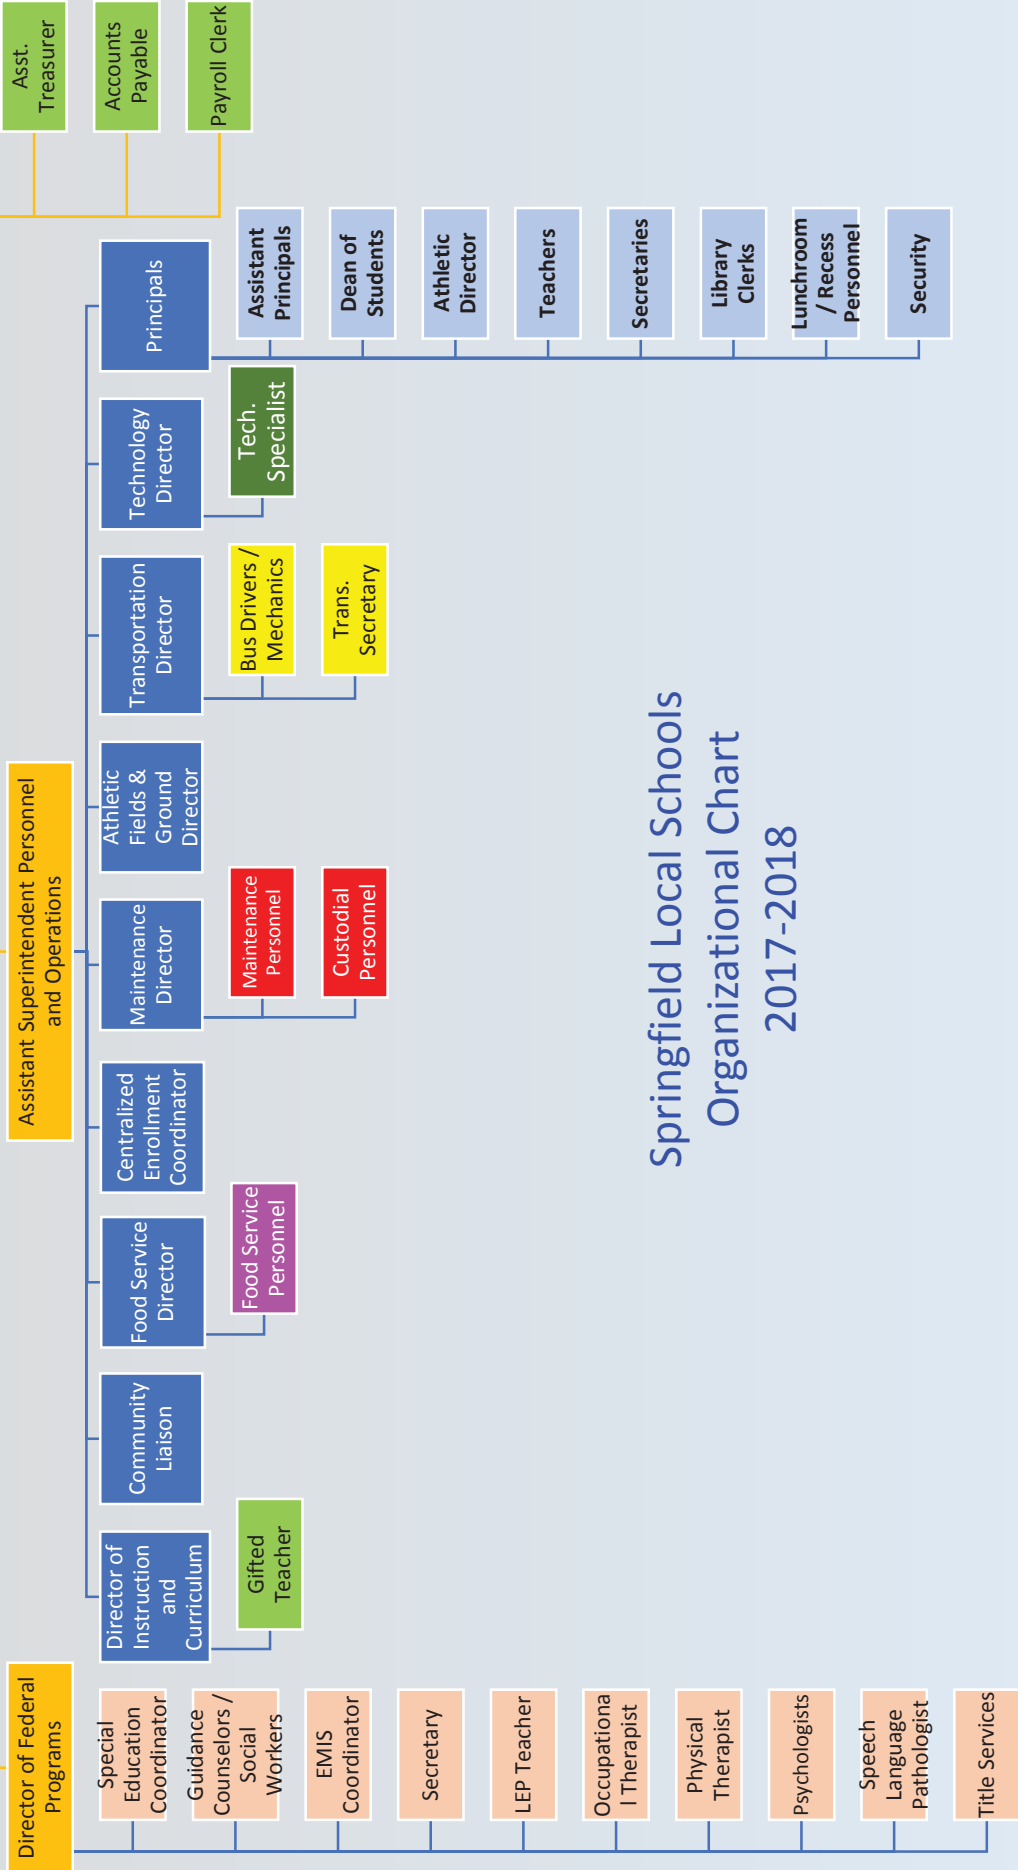 Director of Federal
Programs
Special
Education
Coordinator
Guidance
Counselors /
Social
Workers
EMIS
Coordinator
Secretary
LEP Teacher
Occupationa
l Therapist
Physical
Therapist
Psychologists
Speech
Language
Pathologist
Title Services
Assistant Superintendent Personnel
and Operations
Director of
Instruction
and
Curriculum
Gifted
Teacher
Community
Liaison
Food Service
Director
Food Service
Personnel
Centralized
Enrollment
Coordinator
Maintenance
Director
Maintenance
Personnel
Custodial
Personnel
Athletic
Fields &
Ground
Director
Transportation
Director
Bus Drivers /
Mechanics
Trans.
Secretary
Technology
Director
Tech.
Specialist
Principals
Assistant
Principals
Dean of
Students
Athletic
Director
Teachers
Secretaries
Library
Clerks
Lunchroom
/ Recess
Personnel
Security
Asst.
Treasurer
Accounts
Payable
Payroll Clerk
Springfield Local Schools
Organizational Chart
2017-2018